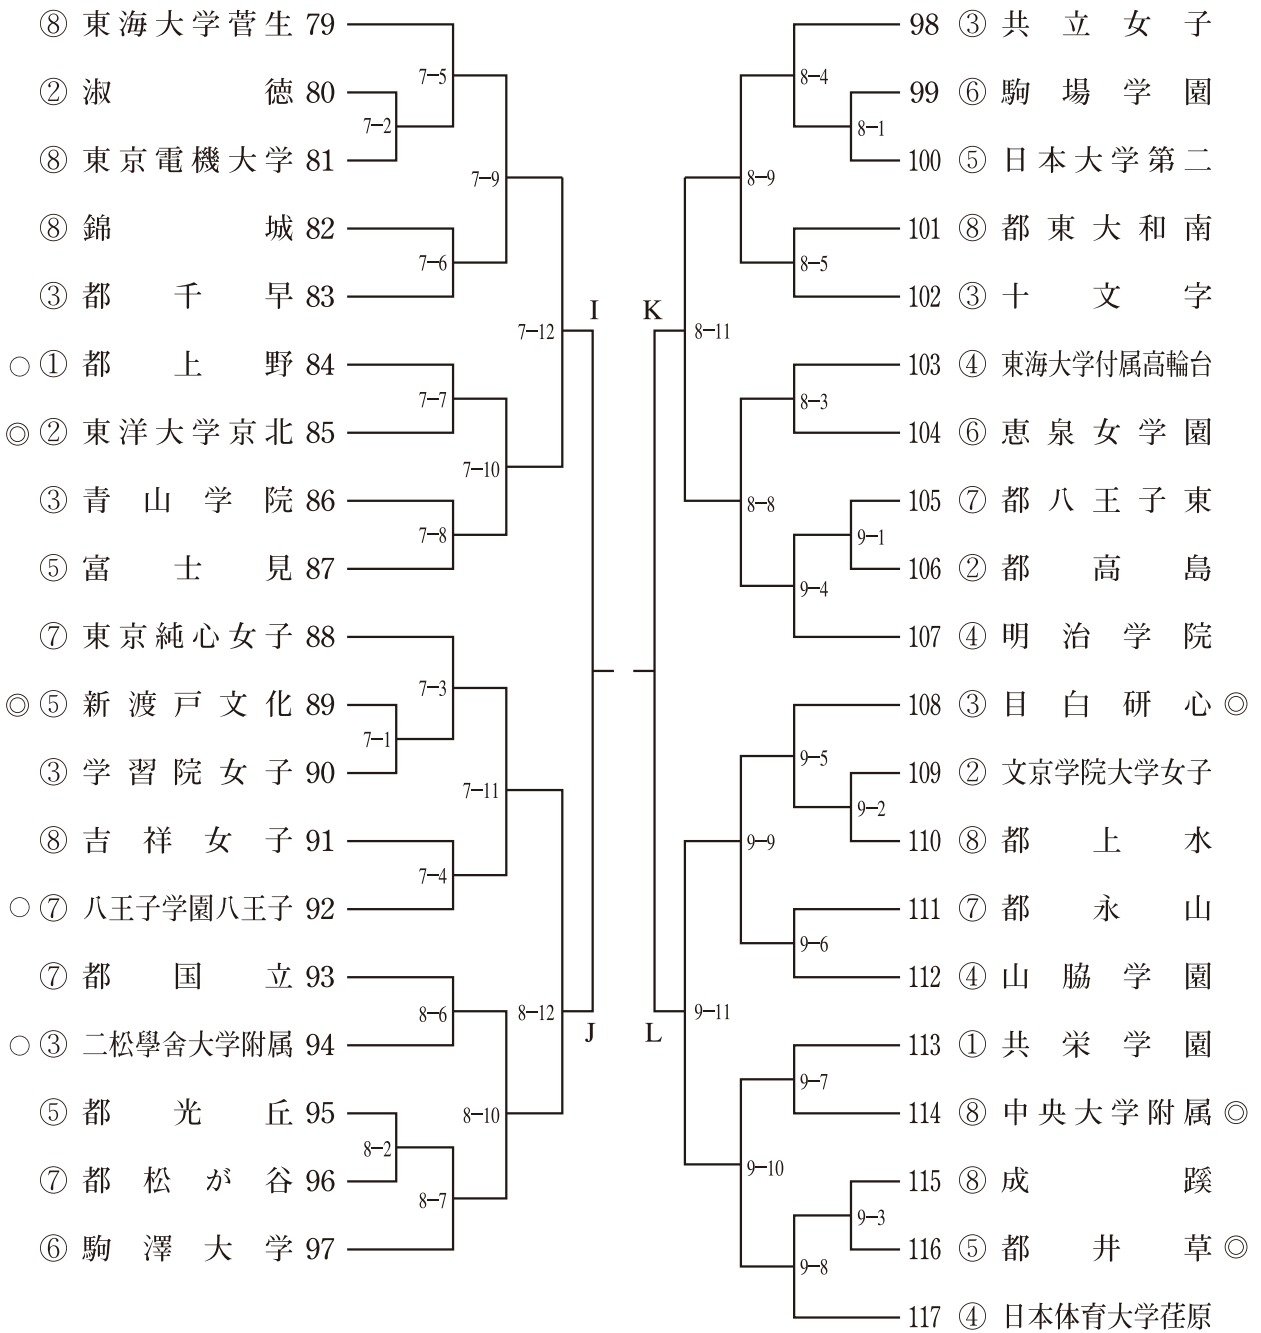 ⑧ 東海大学菅生 79
② 淑徳 80
⑧ 東京電機大学 81
⑧ 錦城 82
③ 都千早 83
○ ① 都上野 84
◎ ② 東洋大学京北 85
③ 青山学院 86
⑤ 富士見 87
⑦ 東京純心女子 88
◎ ⑤ 新渡戸文化 89
③ 学習院女子 90
⑧ 吉祥女子 91
○ ⑦ 八王子学園八王子 92
⑦ 都国立 93
○ ③ 二松學舍大学附属 94
⑤ 都光丘 95
⑦ 都松が谷 96
⑥ 駒澤大学 97
7-5
7-2
7-9
7-6
7-12
7-7
7-10
7-8
7-3
7-1
7-11
7-4
8-6
8-12
8-10
8-2
8-7
I
J
K
L
8-4
8-1
8-9
8-5
8-11
8-3
8-8
9-1
9-4
9-5
9-2
9-9
9-6
9-11
9-7
9-10
9-3
9-8
98 ③ 共立女子
99 ⑥ 駒場学園
100 ⑤ 日本大学第二
101 ⑧ 都東大和南
102 ③ 十文字
103 ④ 東海大学付属高輪台
104 ⑥ 恵泉女学園
105 ⑦ 都八王子東
106 ② 都高島
107 ④ 明治学院
108 ③ 目白研心 ◎
109 ② 文京学院大学女子
110 ⑧ 都上水
111 ⑦ 都永山
112 ④ 山脇学園
113 ① 共栄学園
114 ⑧ 中央大学附属 ◎
115 ⑧ 成蹊
116 ⑤ 都井草 ◎
117 ④ 日本体育大学荏原